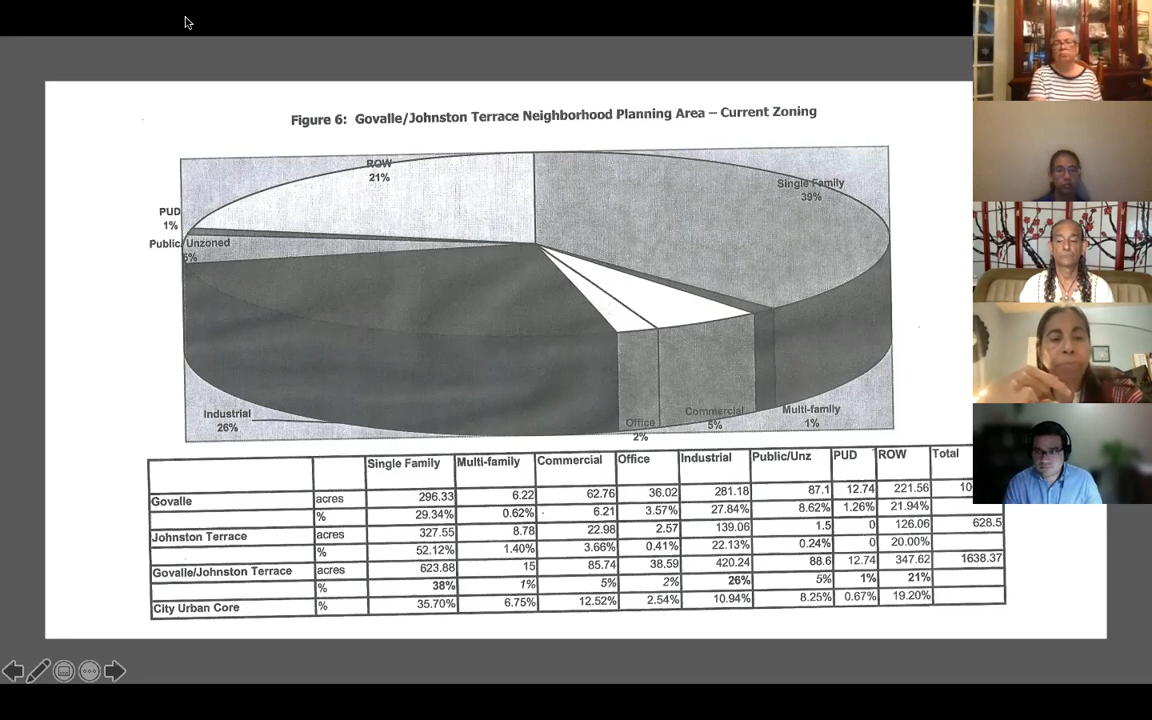 Figure 6: Govalle/Johnston Terrace Neighborhood Planning Area – Current Zoning
ROW
21%
Single Family
39%
PUD
1%
Public/Unzoned
5%
Industrial
26%
Office
2%
Commercial
5%
Multi-family
1%
Single Family Multi-family Commercial Office Industrial Public/Unz PUD ROW Total
Govalle acres 296.33 6.22 62.76 36.02 281.18 87.1 12.74 221.56
% 29.34% 0.62% 6.21 3.57% 27.84% 8.62% 1.26% 21.94%
Johnston Terrace acres 327.55 8.78 22.98 2.57 139.06 1.5 0 126.06 628.5
% 52.12% 1.40% 3.66% 0.41% 22.13% 0.24% 0 20.00%
Govalle/Johnston Terrace acres 623.88 15 85.74 38.59 420.24 88.6 12.74 347.62 1638.37
% 38% 1% 5% 2% 26% 5% 1% 21%
City Urban Core % 35.70% 6.75% 12.52% 2.54% 10.94% 8.25% 0.67% 19.20%